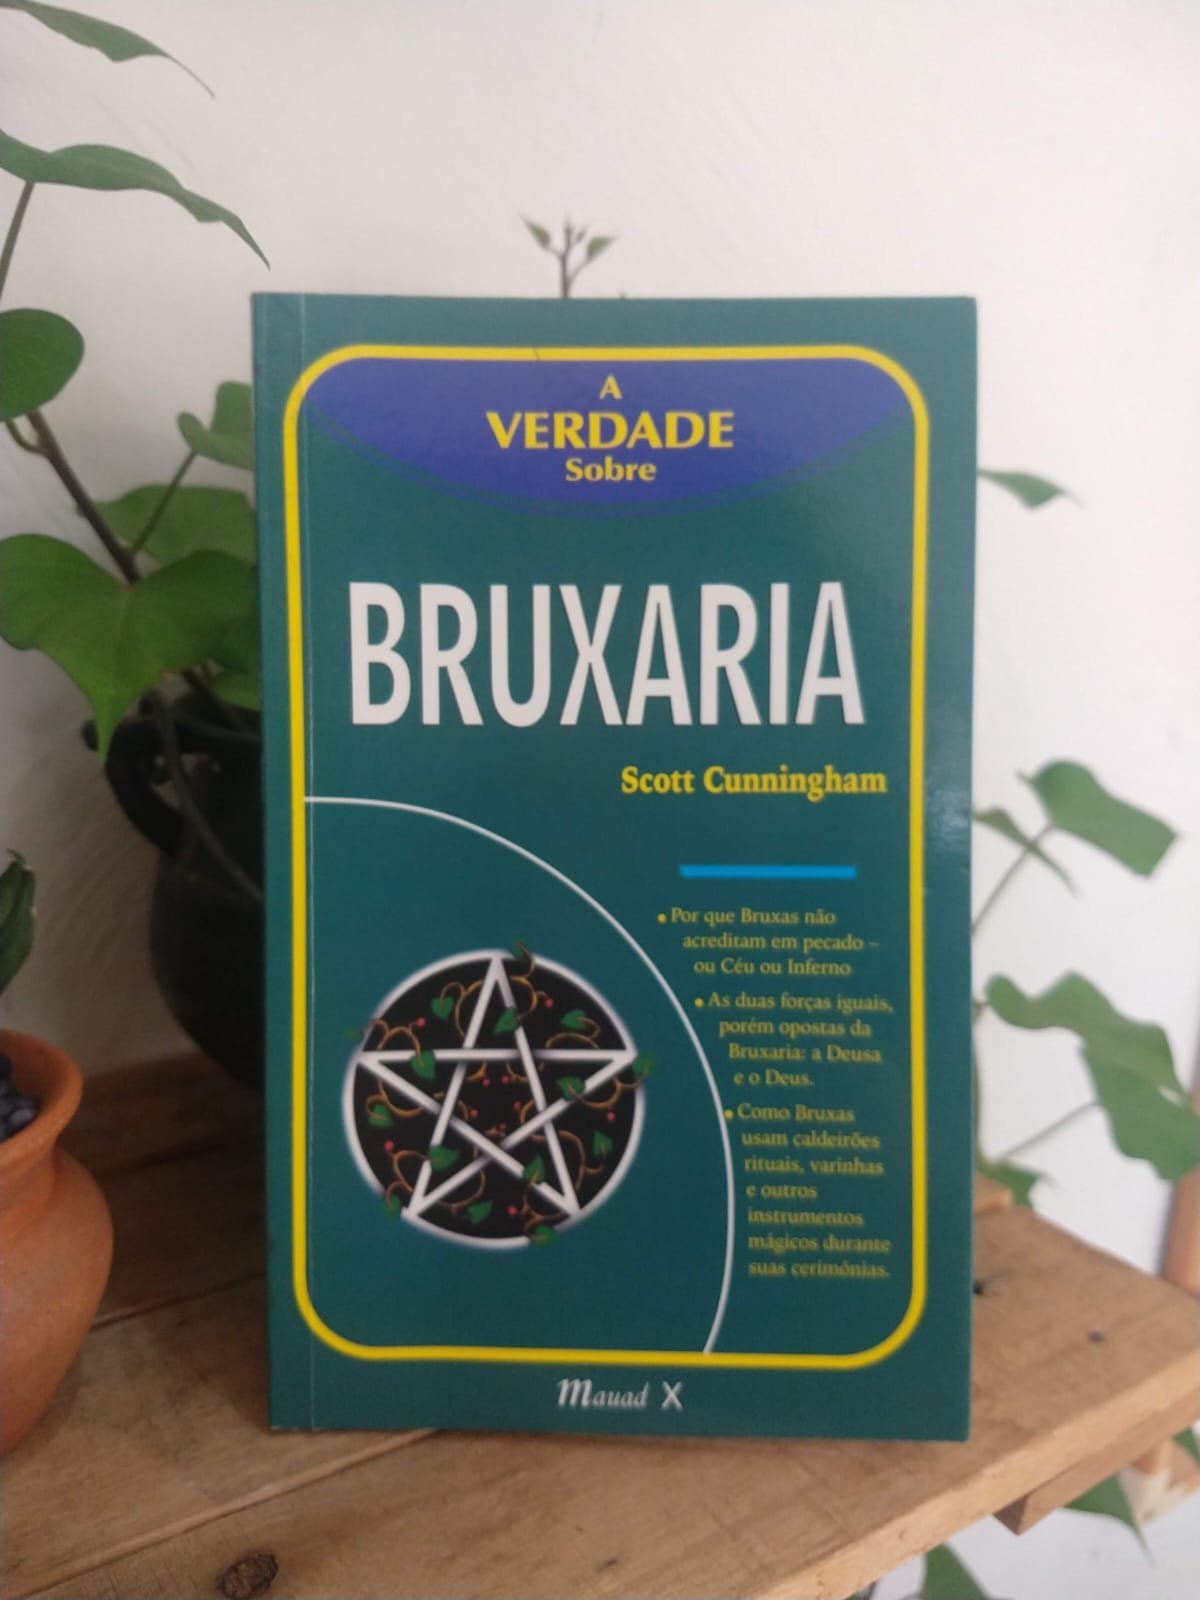 A
VERDADE
Sobre
BRUXARIA
Scott Cunningham
• Por que Bruxas não
acreditam em pecado –
ou Céu ou Inferno
• As duas forças iguais,
porém opostas da
Bruxaria: a Deusa
e o Deus.
• Como Bruxas
usam caldeirões
rituais, varinhas
e outros
instrumentos
mágicos durante
suas cerimônias.
Mauad X